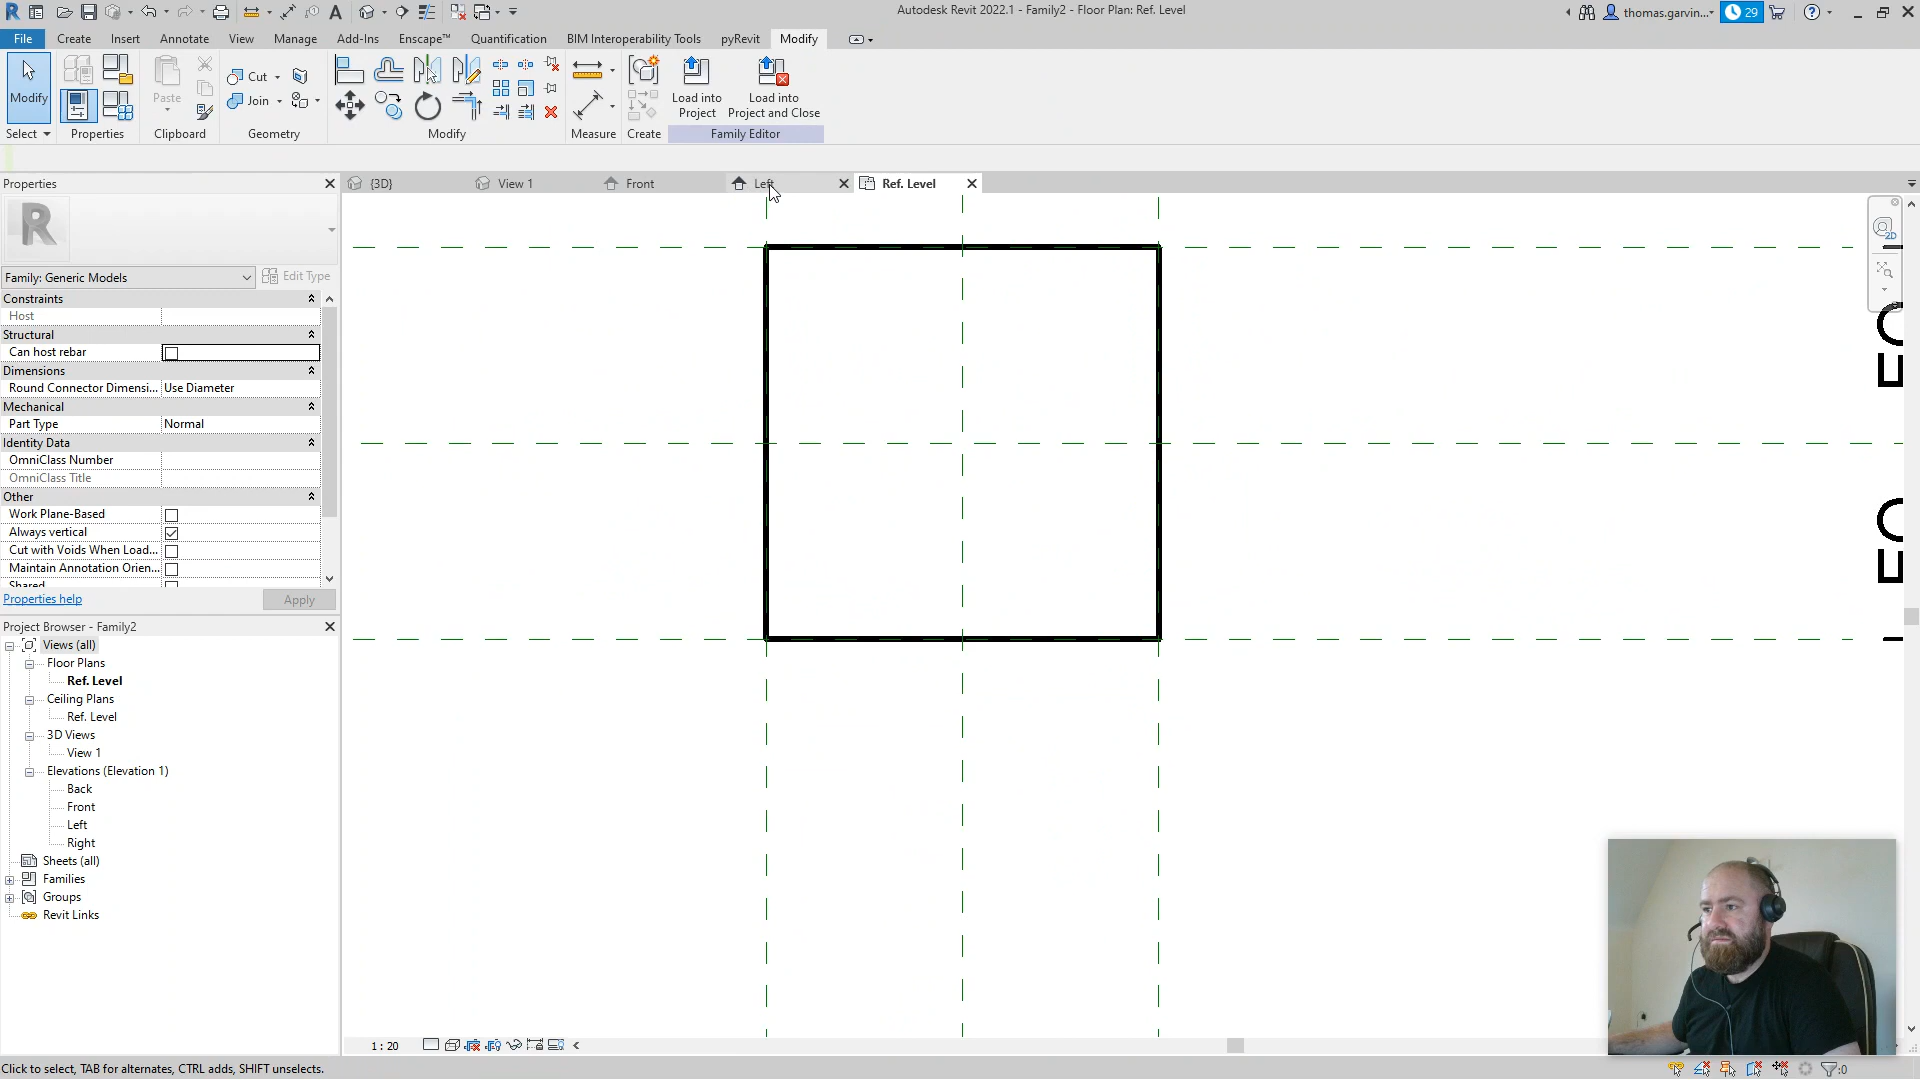 Autodesk Revit 2022.1 - Family2 - Floor Plan: Ref. Level
thomas.garvin...
29
File Create Insert Annotate View Manage Add-Ins Enscape™ Quantification BIM Interoperability Tools pyRevit Modify
Modify
Paste
Cut
Join
Load into Project
Load into Project and Close
Select Properties Clipboard Geometry Modify Measure Create Family Editor
Properties
{3D} View 1 Front Left Ref. Level
2D
R
Family: Generic Models
Edit Type
Constraints
Host
Structural
Can host rebar
Dimensions
Round Connector Dimensi... Use Diameter
Mechanical
Part Type Normal
Identity Data
OmniClass Number
OmniClass Title
Other
Work Plane-Based
Always vertical
Cut with Voids When Load...
Maintain Annotation Orien...
Shared
Properties help
Apply
Project Browser - Family2
Views (all)
Floor Plans
Ref. Level
Ceiling Plans
Ref. Level
3D Views
View 1
Elevations (Elevation 1)
Back
Front
Left
Right
Sheets (all)
Families
Groups
Revit Links
1 : 20
Click to select, TAB for alternates, CTRL adds, SHIFT unselects.
:0